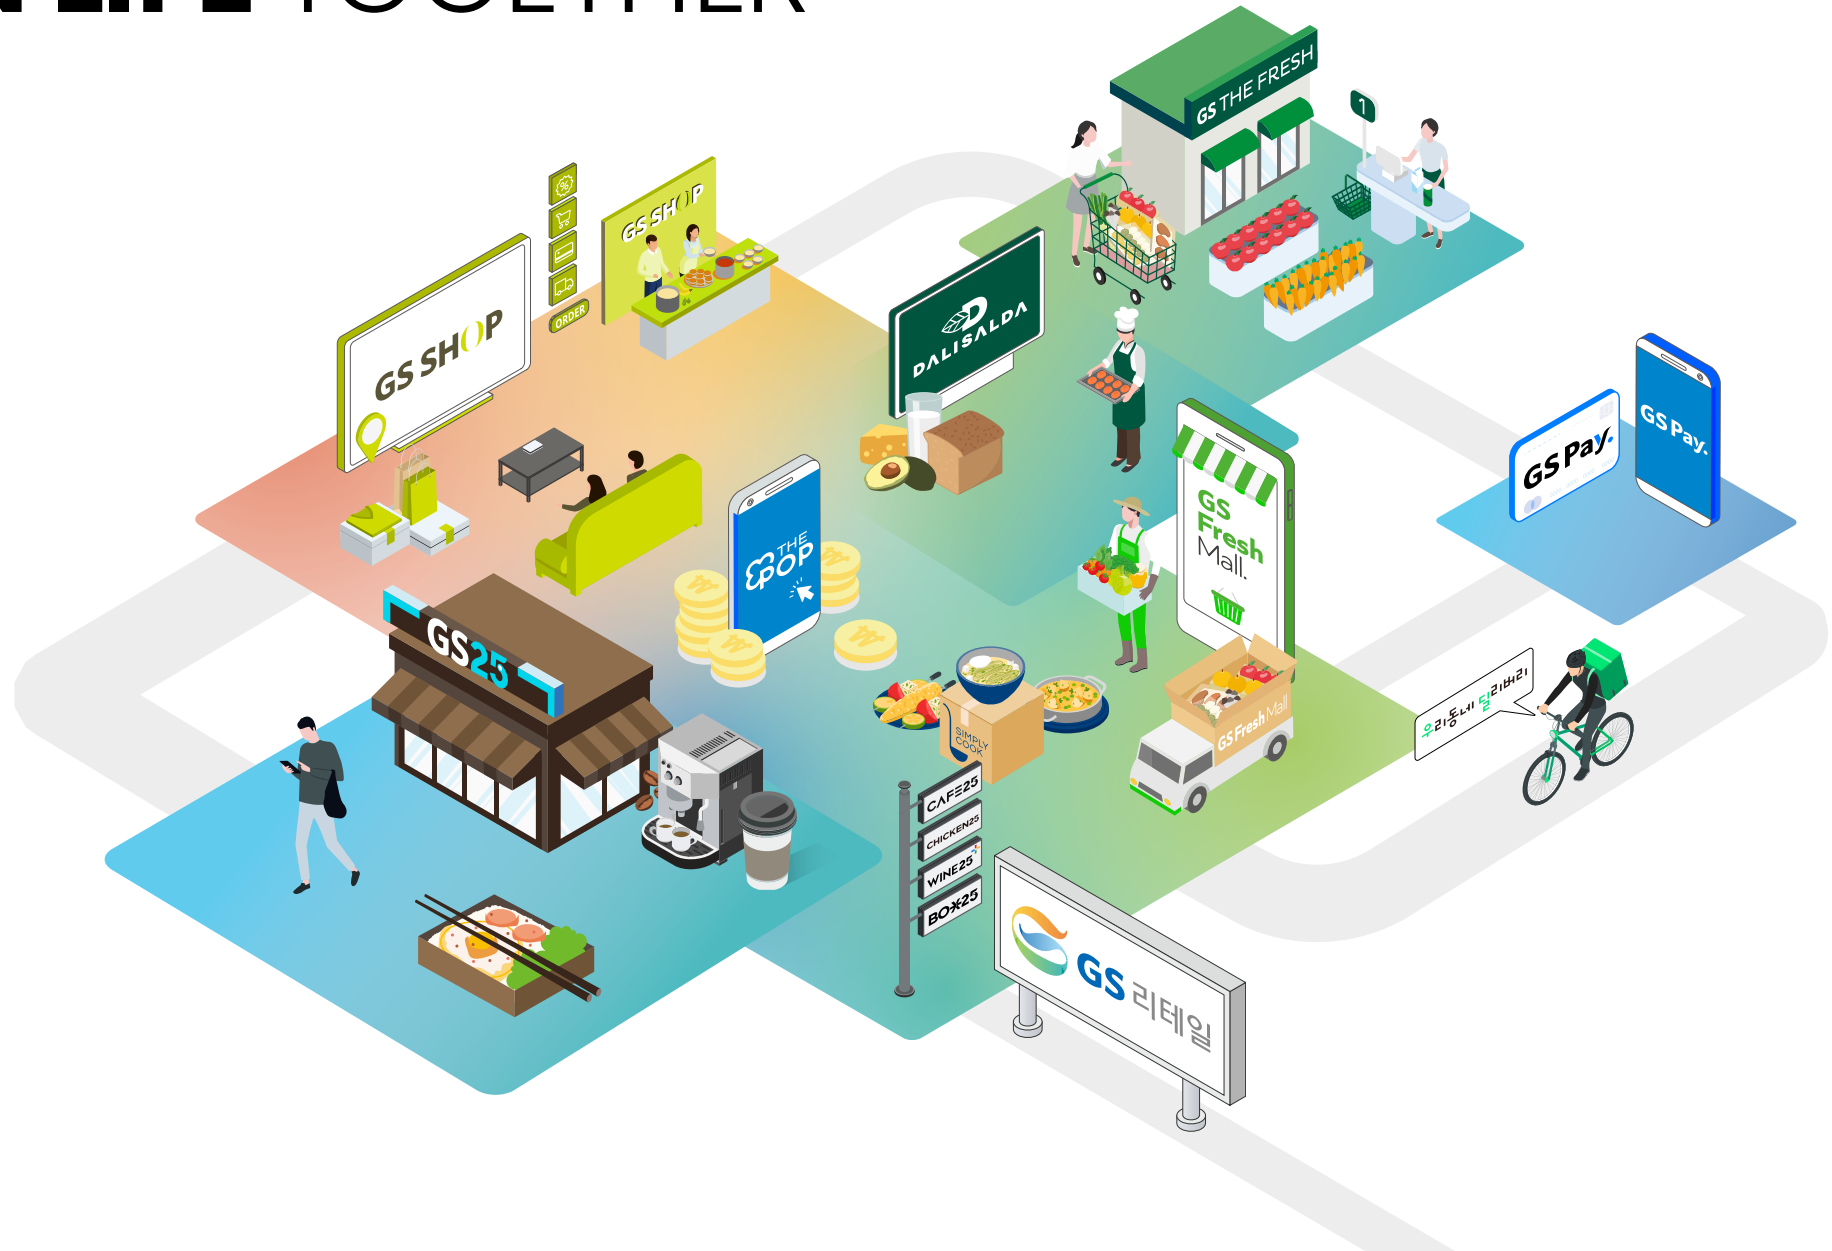 LIFE TOGETHER
GS THE FRESH
1
GS SHOP
%
ORDER
GS SHOP
DALISALDA
GS Pay.
GS Pay.
GS
Fresh
Mall.
THE
POP
GS25
SIMPLY
COOK
GS Fresh Mall
우리동네 딜리버리
CAFE25
CHICKEN25
WINE25
BOX25
GS 리테일